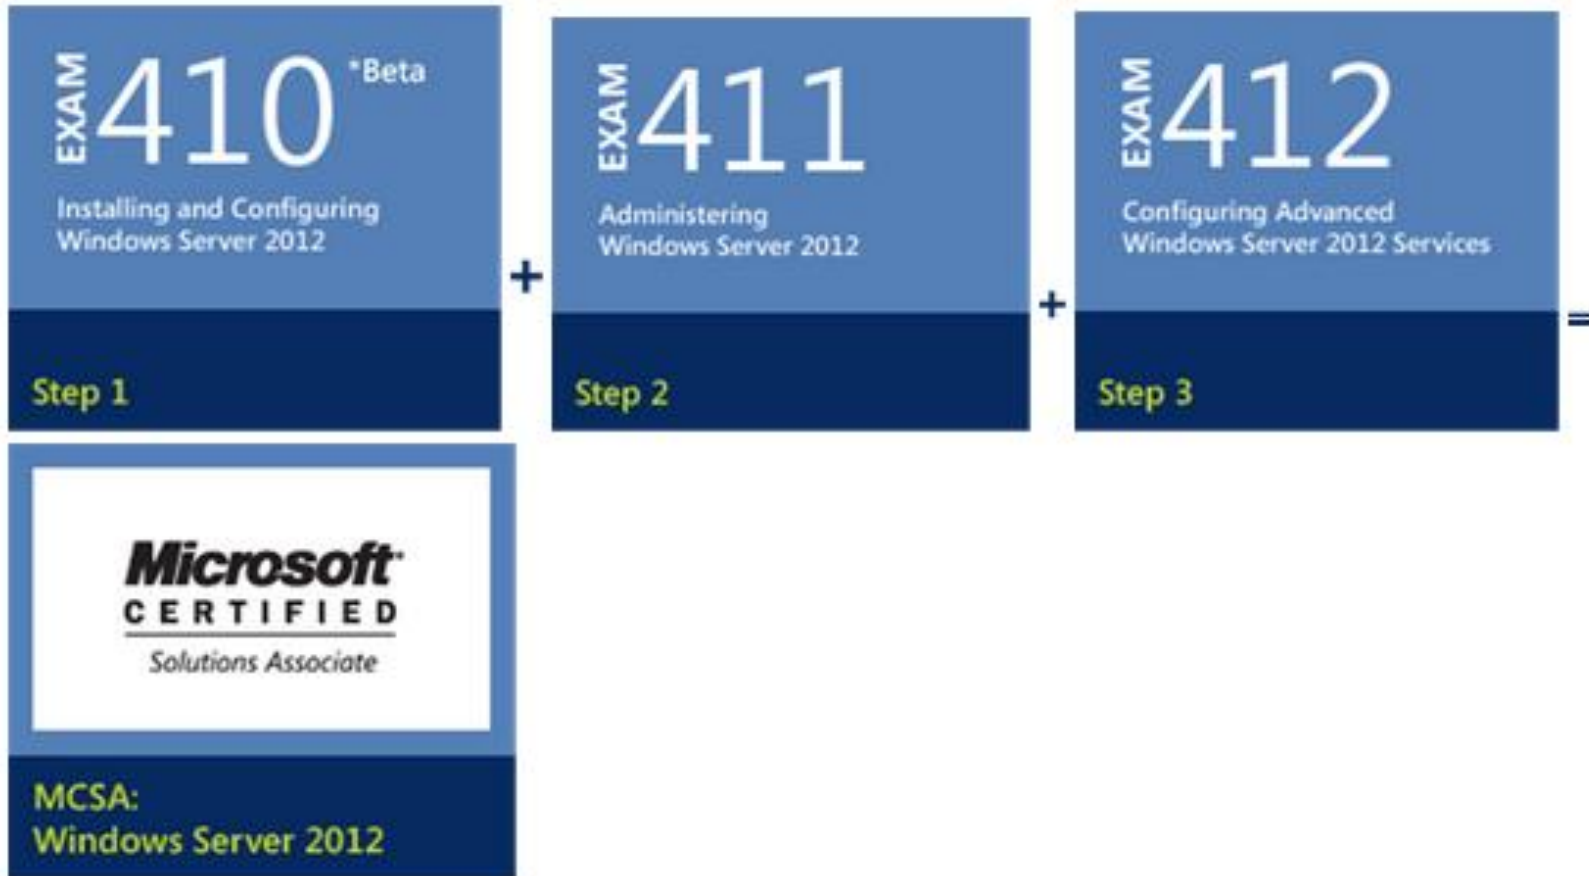 EXAM 410 *Beta
Installing and Configuring
Windows Server 2012
Step 1
+
EXAM 411
Administering
Windows Server 2012
Step 2
+
EXAM 412
Configuring Advanced
Windows Server 2012 Services
Step 3
=
Microsoft
CERTIFIED
Solutions Associate
MCSA:
Windows Server 2012